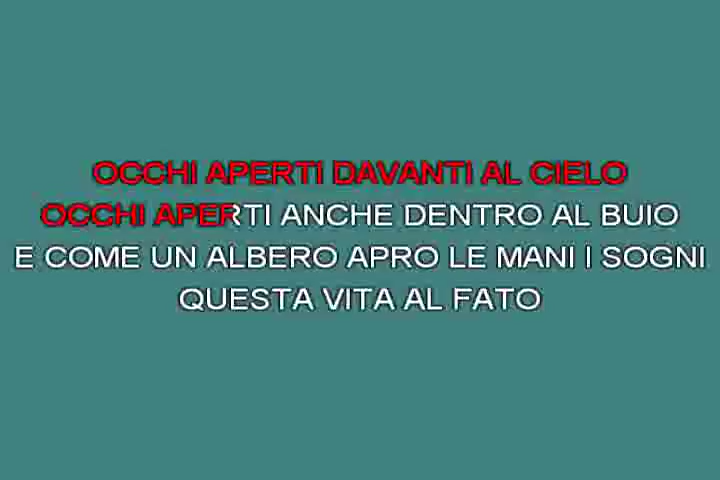 OCCHI APERTI DAVANTI AL CIELO
OCCHI APERTI ANCHE DENTRO AL BUIO
E COME UN ALBERO APRO LE MANI I SOGNI
QUESTA VITA AL FATO